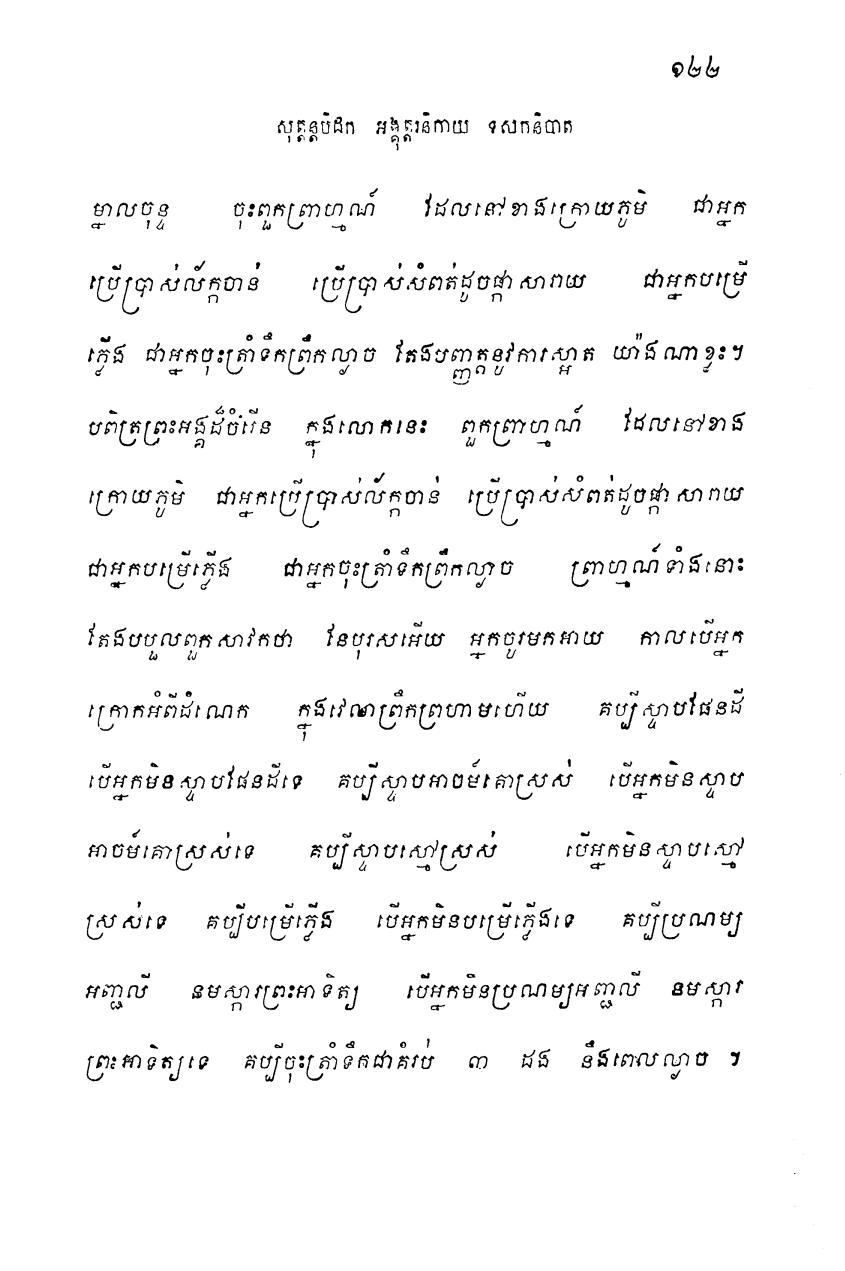 ១២២
សុត្តន្តបិដក អង្គុត្តរនិកាយ ទសកនិបាត
ម្នាលចុន្ទ ចុះពួកព្រាហ្មណ៍ ដែលនៅខាងក្រោយភូមិ ជាអ្នក
ប្រើប្រាស់ល័ក្កចាន់ ប្រើប្រាស់សំពត់ដូចផ្កាសារាយ ជាអ្នកបម្រើ
ភ្លើង ជាអ្នកចុះត្រាំទឹកព្រឹកល្ងាច តែងបញ្ញត្តនូវការស្អាត យ៉ាងណាខ្លះ។
បពិត្រព្រះអង្គដ៏ចំរើន ក្នុងលោកនេះ ពួកព្រាហ្មណ៍ ដែលនៅខាង
ក្រោយភូមិ ជាអ្នកប្រើប្រាស់ល័ក្កចាន់ ប្រើប្រាស់សំពត់ដូចផ្កាសារាយ
ជាអ្នកបម្រើភ្លើង ជាអ្នកចុះត្រាំទឹកព្រឹកល្ងាច ព្រាហ្មណ៍ទាំងនោះ
តែងបបួលពួកសាវកថា នែបុរសអើយ អ្នកចូរមកអាយ កាលបើអ្នក
ក្រោកអំពីដំណេក ក្នុងវេលាព្រឹកព្រហាមហើយ គប្បីស្ទាបផែនដី
បើអ្នកមិនស្ទាបផែនដីទេ គប្បីស្ទាបអាចម៍គោស្រស់ បើអ្នកមិនស្ទាប
អាចម៍គោស្រស់ទេ គប្បីស្ទាបស្មៅស្រស់ បើអ្នកមិនស្ទាបស្មៅ
ស្រស់ទេ គប្បីបម្រើភ្លើង បើអ្នកមិនបម្រើភ្លើងទេ គប្បីប្រណម្យ
អញ្ជលី នមស្ការព្រះអាទិត្យ បើអ្នកមិនប្រណម្យអញ្ជលី នមស្ការ
ព្រះអាទិត្យទេ គប្បីចុះត្រាំទឹកជាគំរប់ ៣ ដង នឹងពេលល្ងាច ។